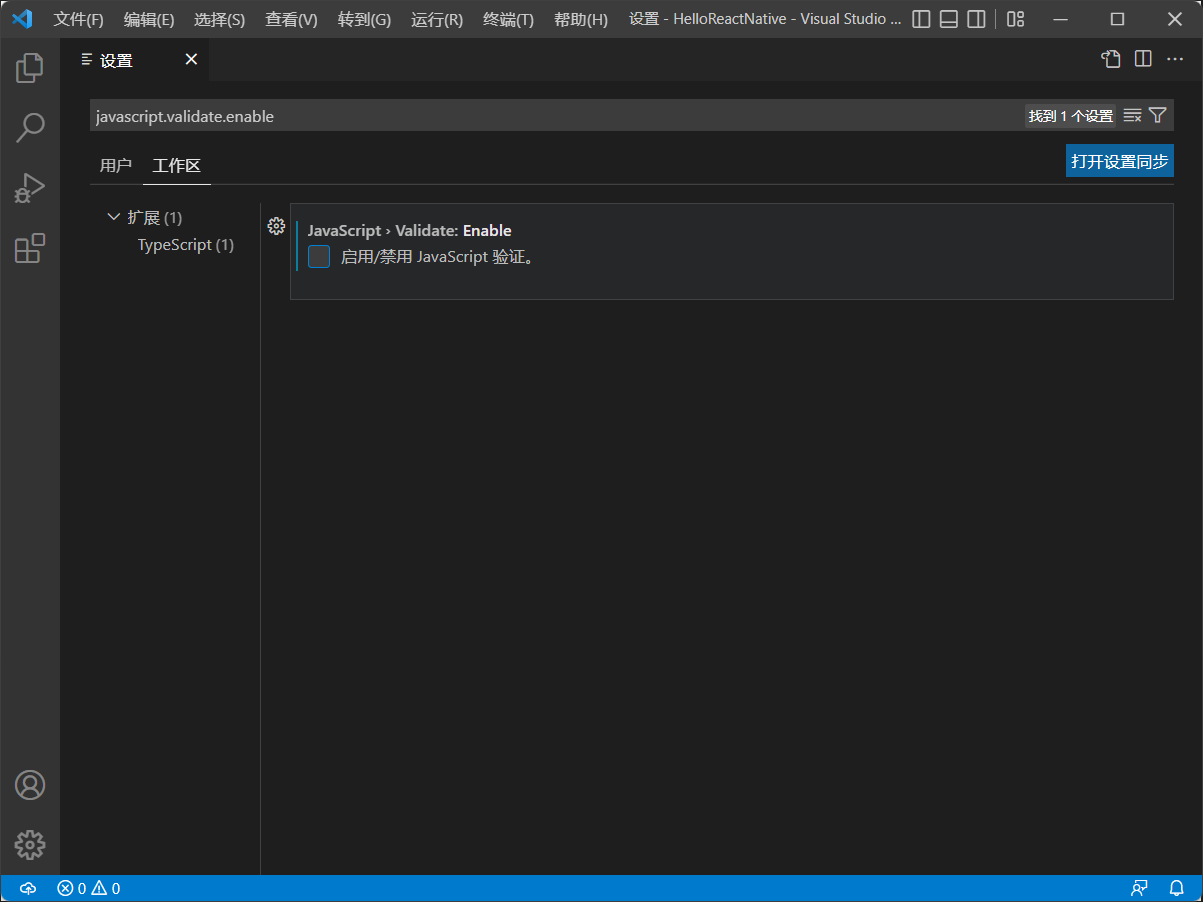 文件(F) 编辑(E) 选择(S) 查看(V) 转到(G) 运行(R) 终端(T) 帮助(H) 设置 - HelloReactNative - Visual Studio ...
设置
javascript.validate.enable 找到 1 个设置
用户 工作区 打开设置同步
扩展 (1)
TypeScript (1)
JavaScript › Validate: Enable
启用/禁用 JavaScript 验证。
0 0